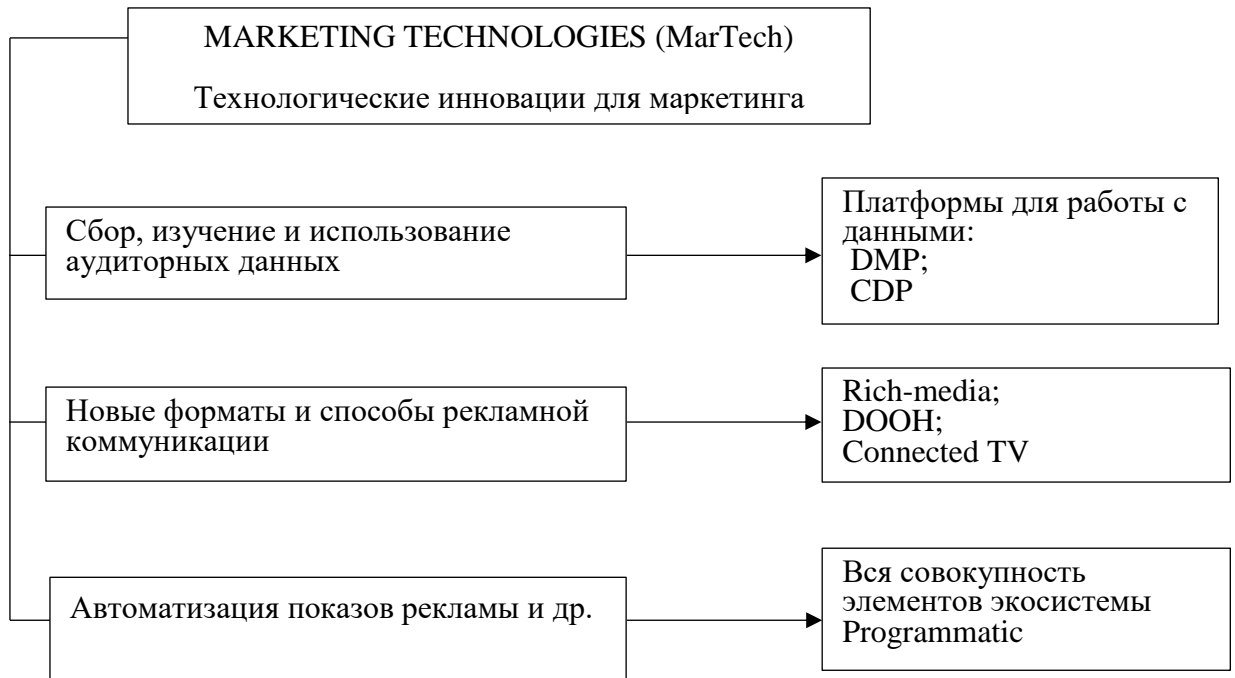 MARKETING TECHNOLOGIES (MarTech)
Технологические инновации для маркетинга
Сбор, изучение и использование
аудиторных данных
Платформы для работы с
данными:
DMP;
CDP
Новые форматы и способы рекламной
коммуникации
Rich-media;
DOOH;
Connected TV
Автоматизация показов рекламы и др.
Вся совокупность
элементов экосистемы
Programmatic